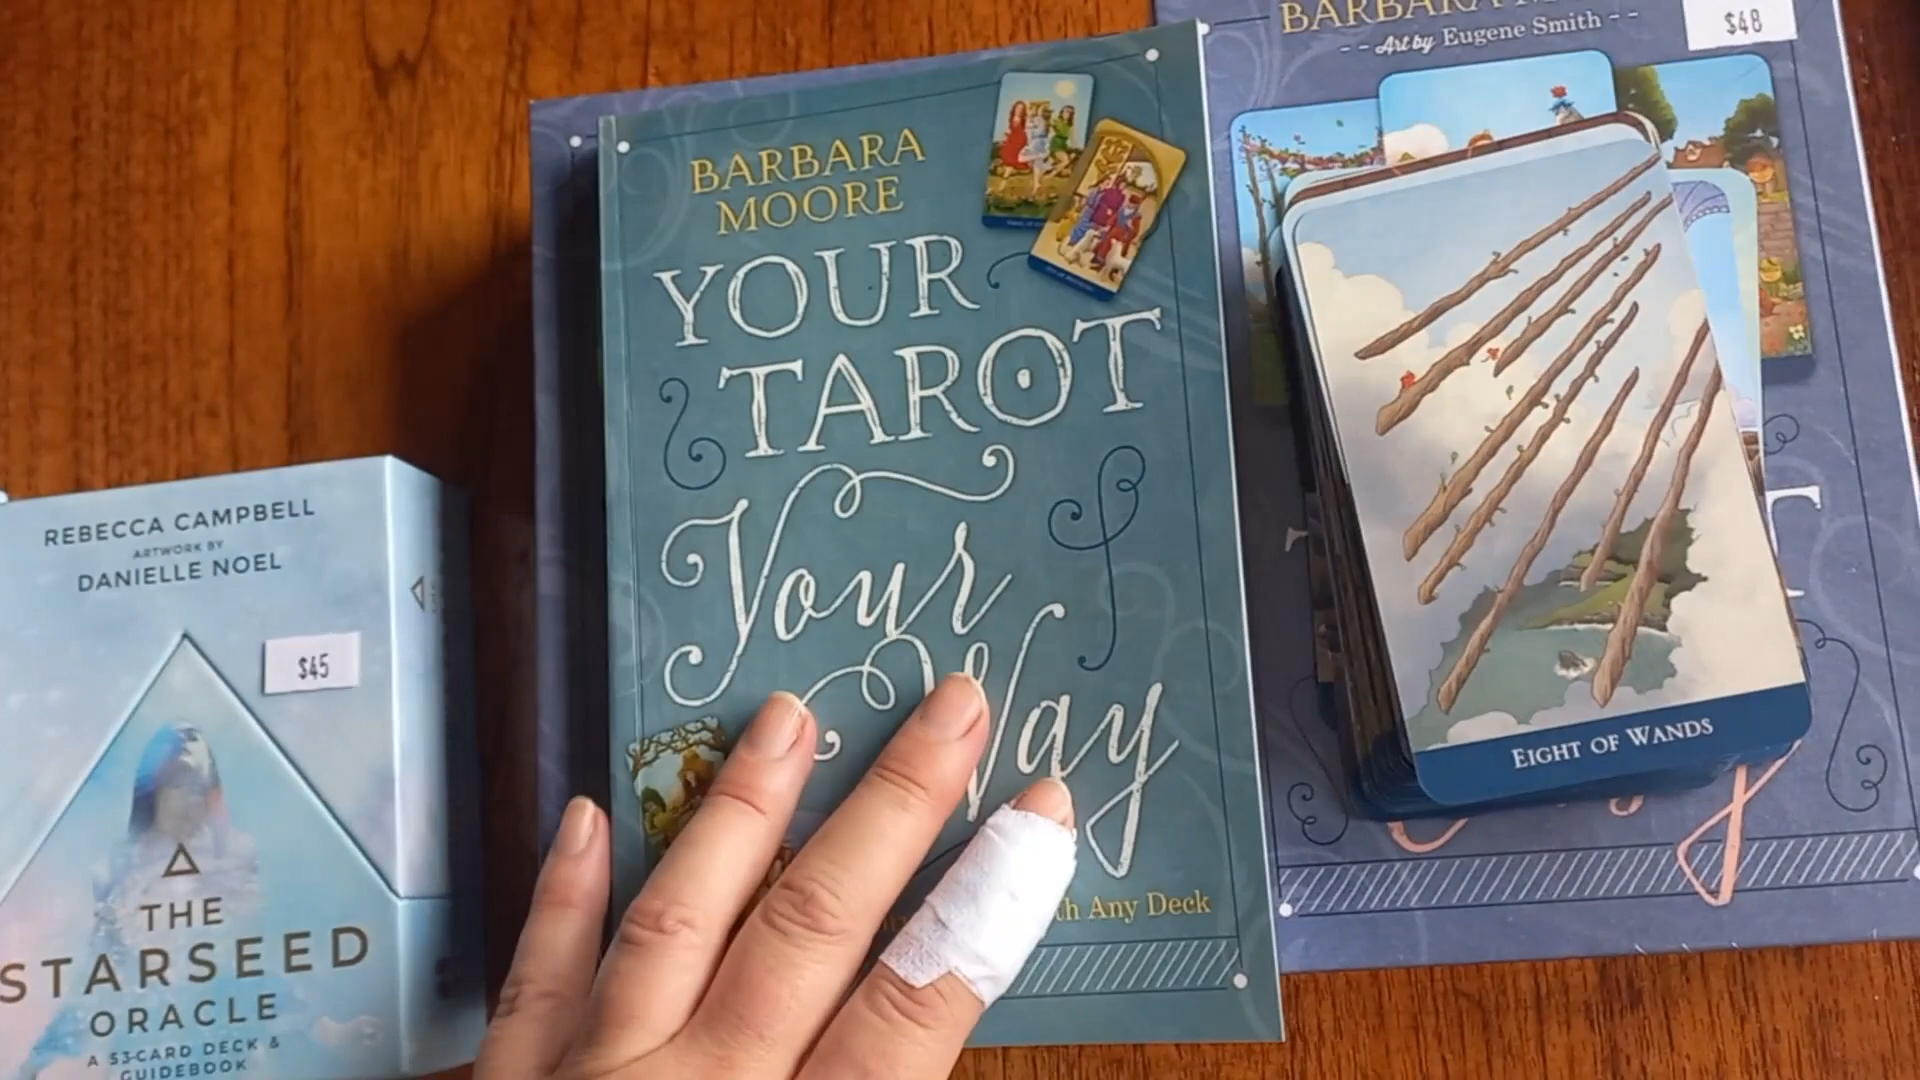 REBECCA CAMPBELL
ARTWORK BY
DANIELLE NOEL
$45
THE
STARSEED
ORACLE
A 53-CARD DECK &
GUIDEBOOK
BARBARA
MOORE
YOUR
TAROT
Your
Way
Any Deck
BARBARA
Art by Eugene Smith
$48
EIGHT OF WANDS